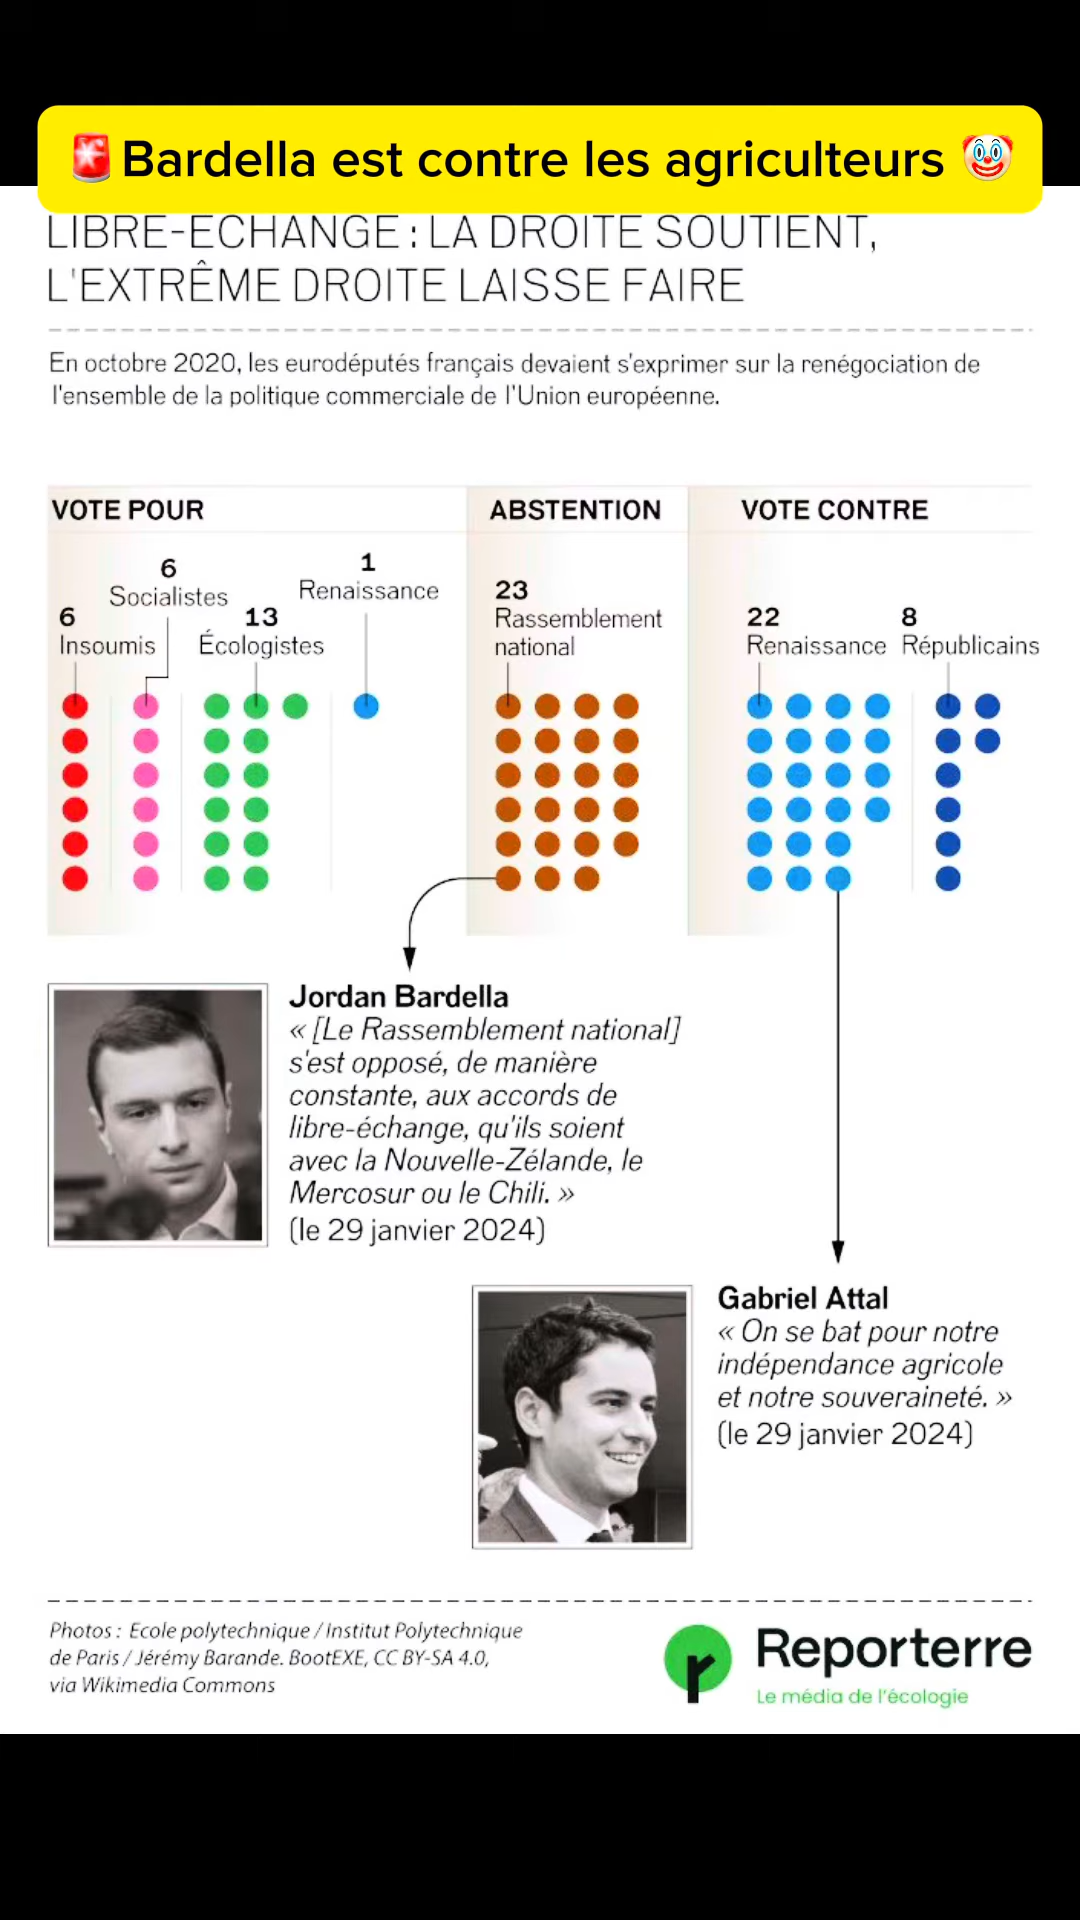 🚨 Bardella est contre les agriculteurs 🤡
LIBRE-ÉCHANGE : LA DROITE SOUTIENT,
L'EXTRÊME DROITE LAISSE FAIRE
En octobre 2020, les eurodéputés français devaient s'exprimer sur la renégociation de
l'ensemble de la politique commerciale de l'Union européenne.
VOTE POUR
ABSTENTION
VOTE CONTRE
6
Insoumis
6
Socialistes
13
Écologistes
1
Renaissance
23
Rassemblement
national
22
Renaissance
8
Républicains
Jordan Bardella
« [Le Rassemblement national]
s'est opposé, de manière
constante, aux accords de
libre-échange, qu'ils soient
avec la Nouvelle-Zélande, le
Mercosur ou le Chili. »
(le 29 janvier 2024)
Gabriel Attal
« On se bat pour notre
indépendance agricole
et notre souveraineté. »
(le 29 janvier 2024)
Photos : Ecole polytechnique / Institut Polytechnique
de Paris / Jérémy Barande. BootEXE, CC BY-SA 4.0,
via Wikimedia Commons
r
Reporterre
Le média de l'écologie